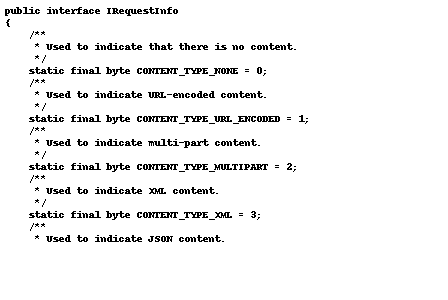 public interface IRequestInfo
{
    /**
     * Used to indicate that there is no content.
     */
    static final byte CONTENT_TYPE_NONE = 0;
    /**
     * Used to indicate URL-encoded content.
     */
    static final byte CONTENT_TYPE_URL_ENCODED = 1;
    /**
     * Used to indicate multi-part content.
     */
    static final byte CONTENT_TYPE_MULTIPART = 2;
    /**
     * Used to indicate XML content.
     */
    static final byte CONTENT_TYPE_XML = 3;
    /**
     * Used to indicate JSON content.